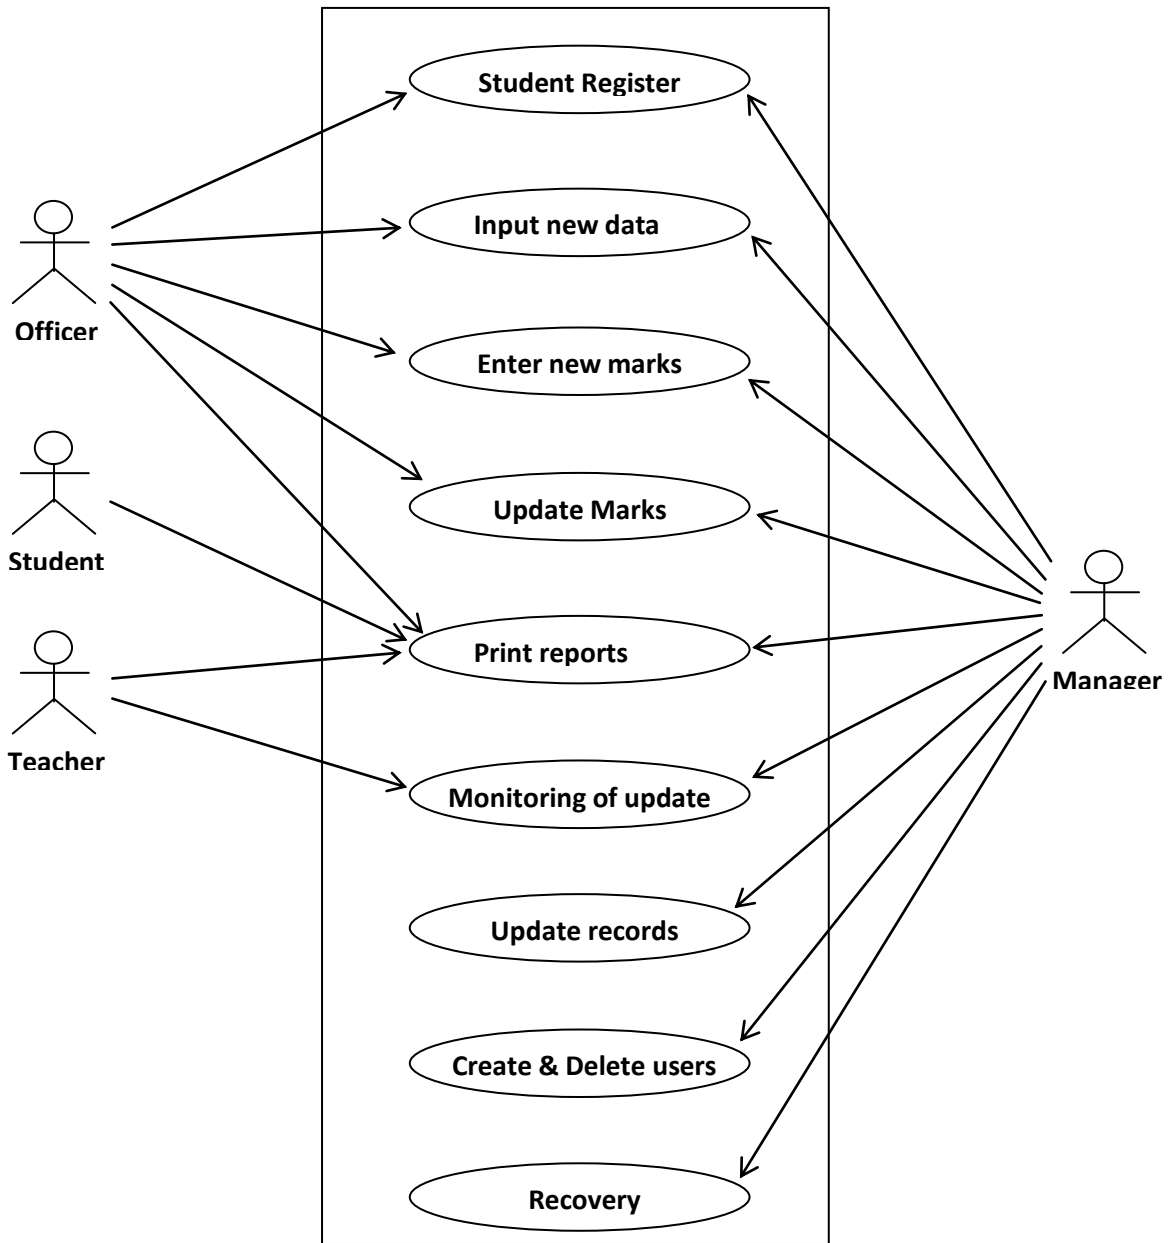 Student Register
Input new data
Officer
Enter new marks
Student
Update Marks
Teacher
Print reports
Manager
Monitoring of update
Update records
Create & Delete users
Recovery